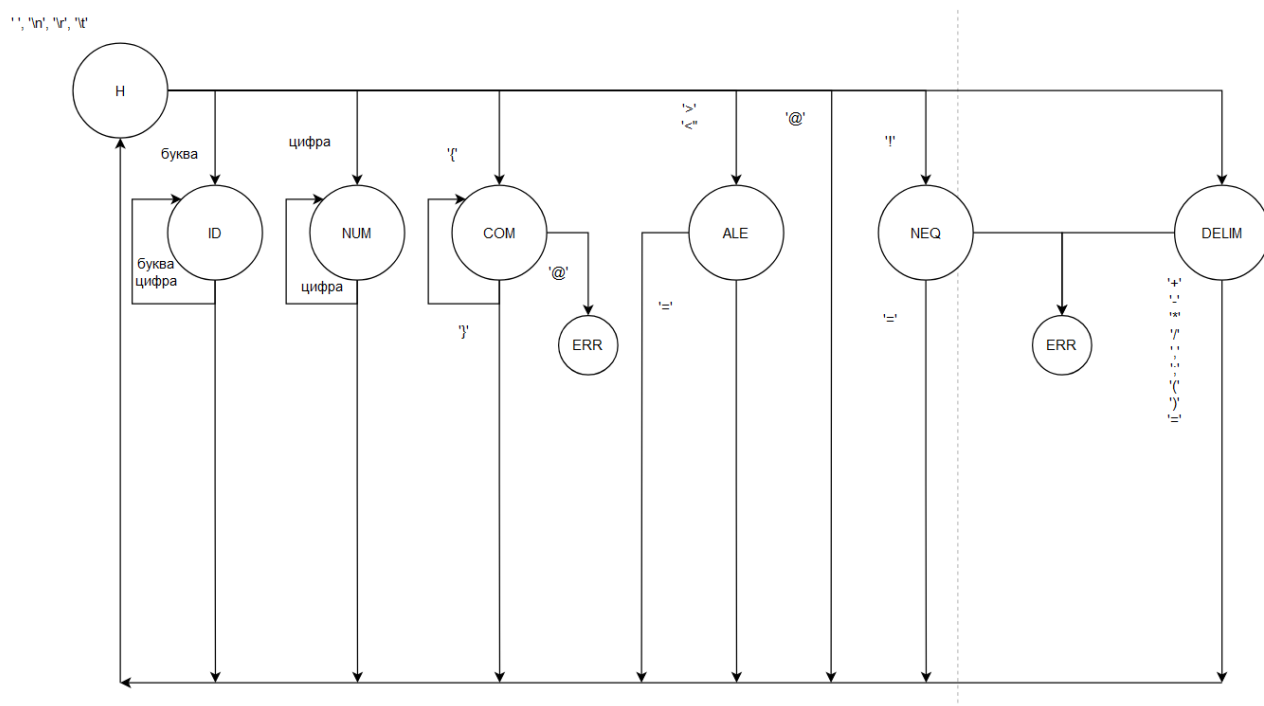 ' ', '\n', '\r', '\t'
H
'>'
'<"
'@'
буква
цифра
'{'
'!'
ID
NUM
COM
ALE
NEQ
DELIM
буква
цифра
цифра
'@'
'='
'}'
'='
ERR
ERR
'+'
'-'
'*'
'/'
','
';'
'('
')'
'='